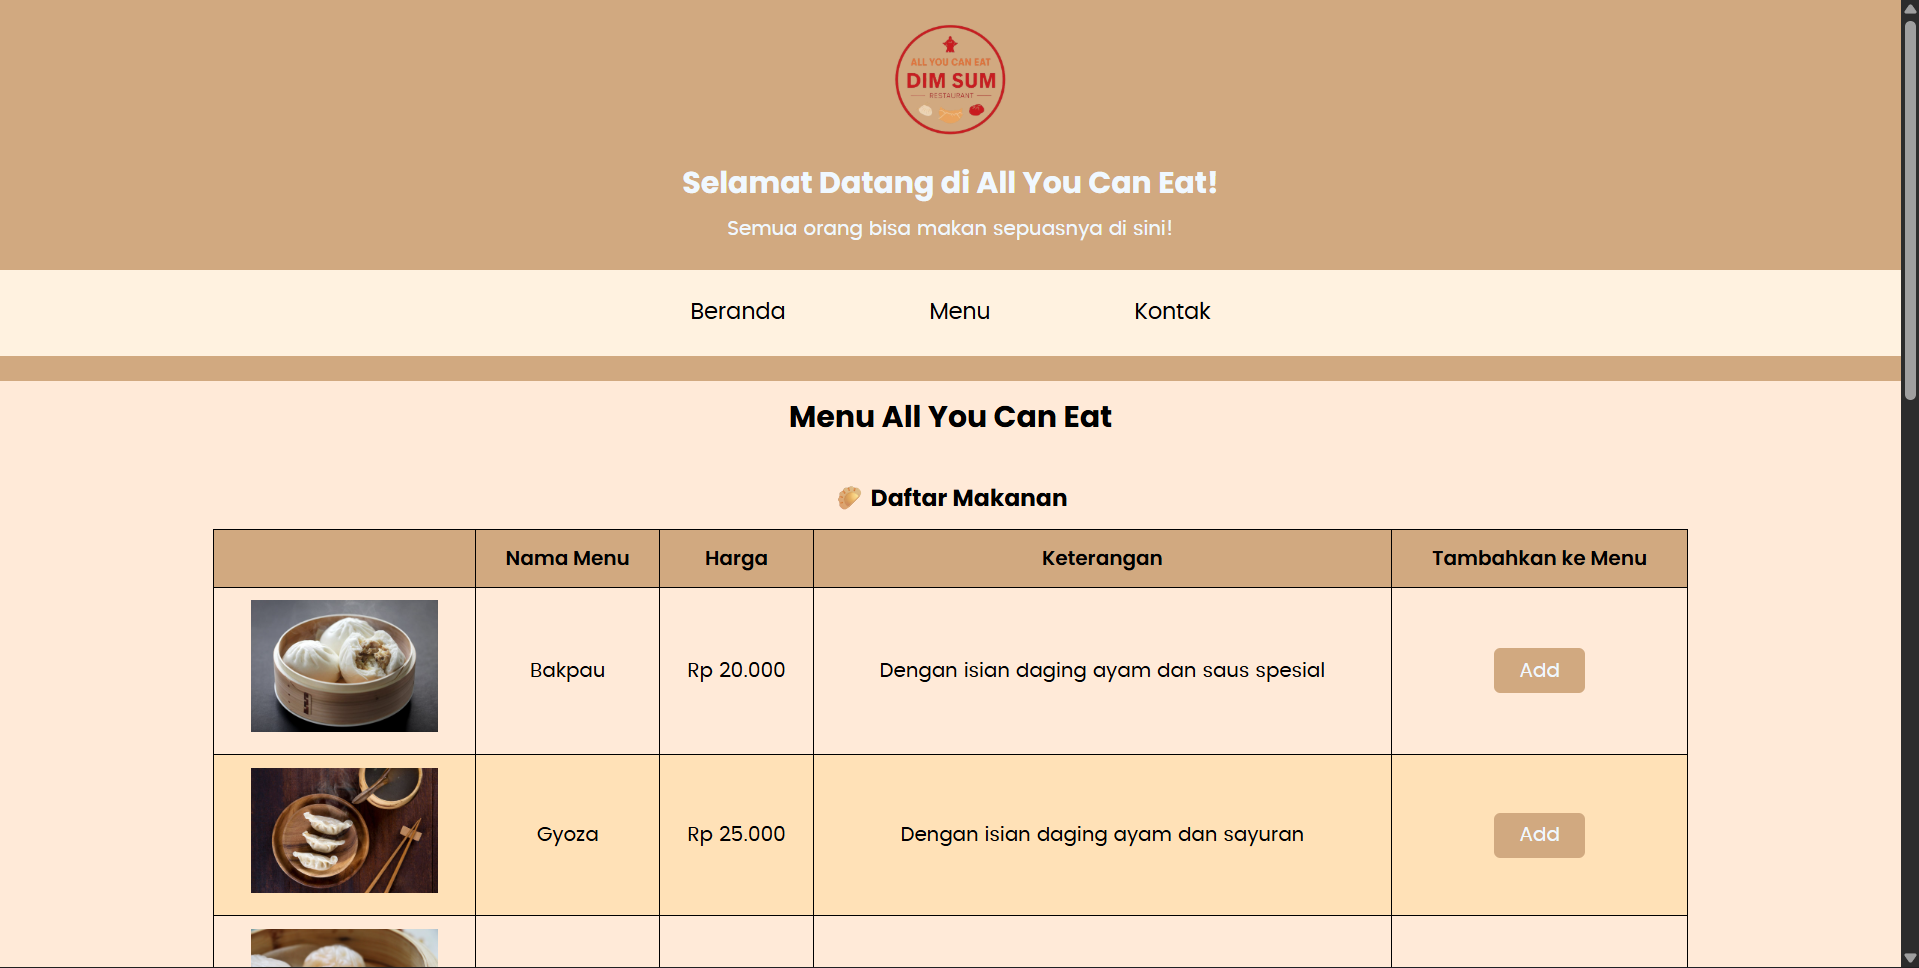 ALL YOU CAN EAT
DIM SUM
RESTAURANT
Selamat Datang di All You Can Eat!
Semua orang bisa makan sepuasnya di sini!
Beranda Menu Kontak
Menu All You Can Eat
Daftar Makanan
Nama Menu Harga Keterangan Tambahkan ke Menu
Bakpau Rp 20.000 Dengan isian daging ayam dan saus spesial Add
Gyoza Rp 25.000 Dengan isian daging ayam dan sayuran Add